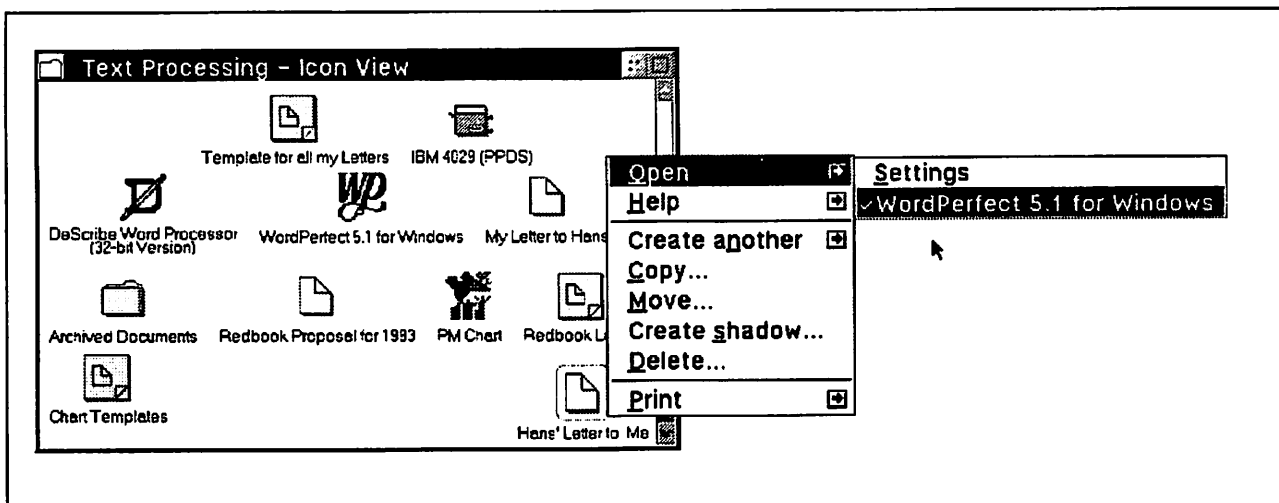 Text Processing - Icon View
Template for all my Letters
IBM 4029 (PPDS)
DeScribe Word Processor
(32-bit Version)
WordPerfect 5.1 for Windows
My Letter to Hans
Archived Documents
Redbook Proposal for 1993
PM Chart
Redbook L
Chart Templates
Hans' Letter to Me
Open
Help
Create another
Copy...
Move...
Create shadow...
Delete...
Print
Settings
✓WordPerfect 5.1 for Windows